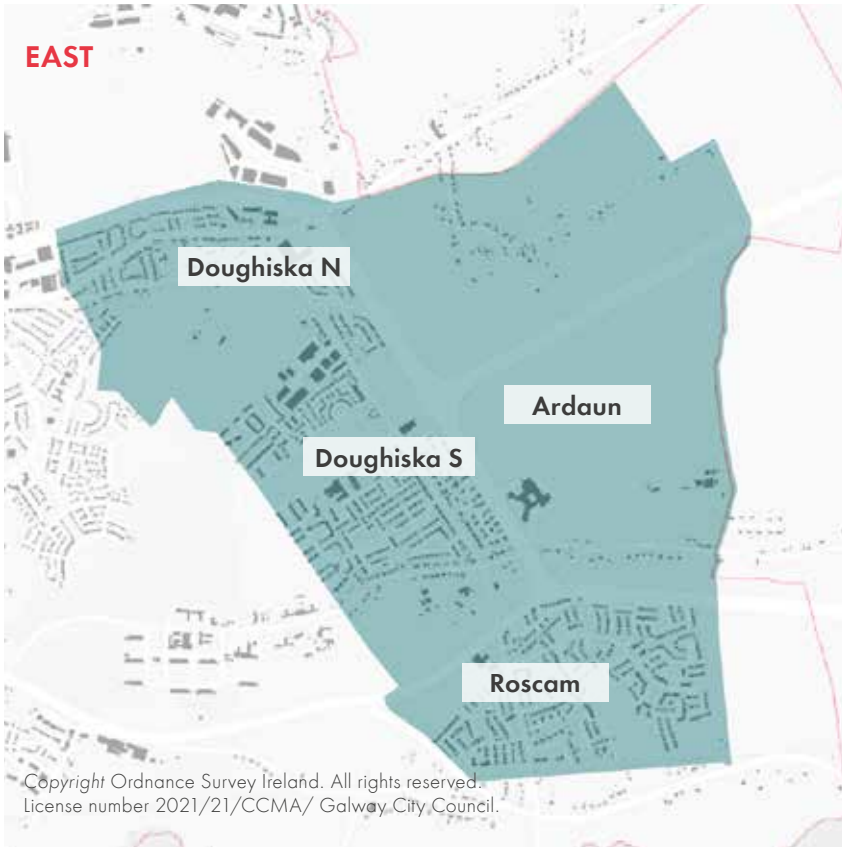 EAST
Doughiska N
Ardaun
Doughiska S
Roscam
Copyright Ordnance Survey Ireland. All rights reserved.
License number 2021/21/CCMA/ Galway City Council.